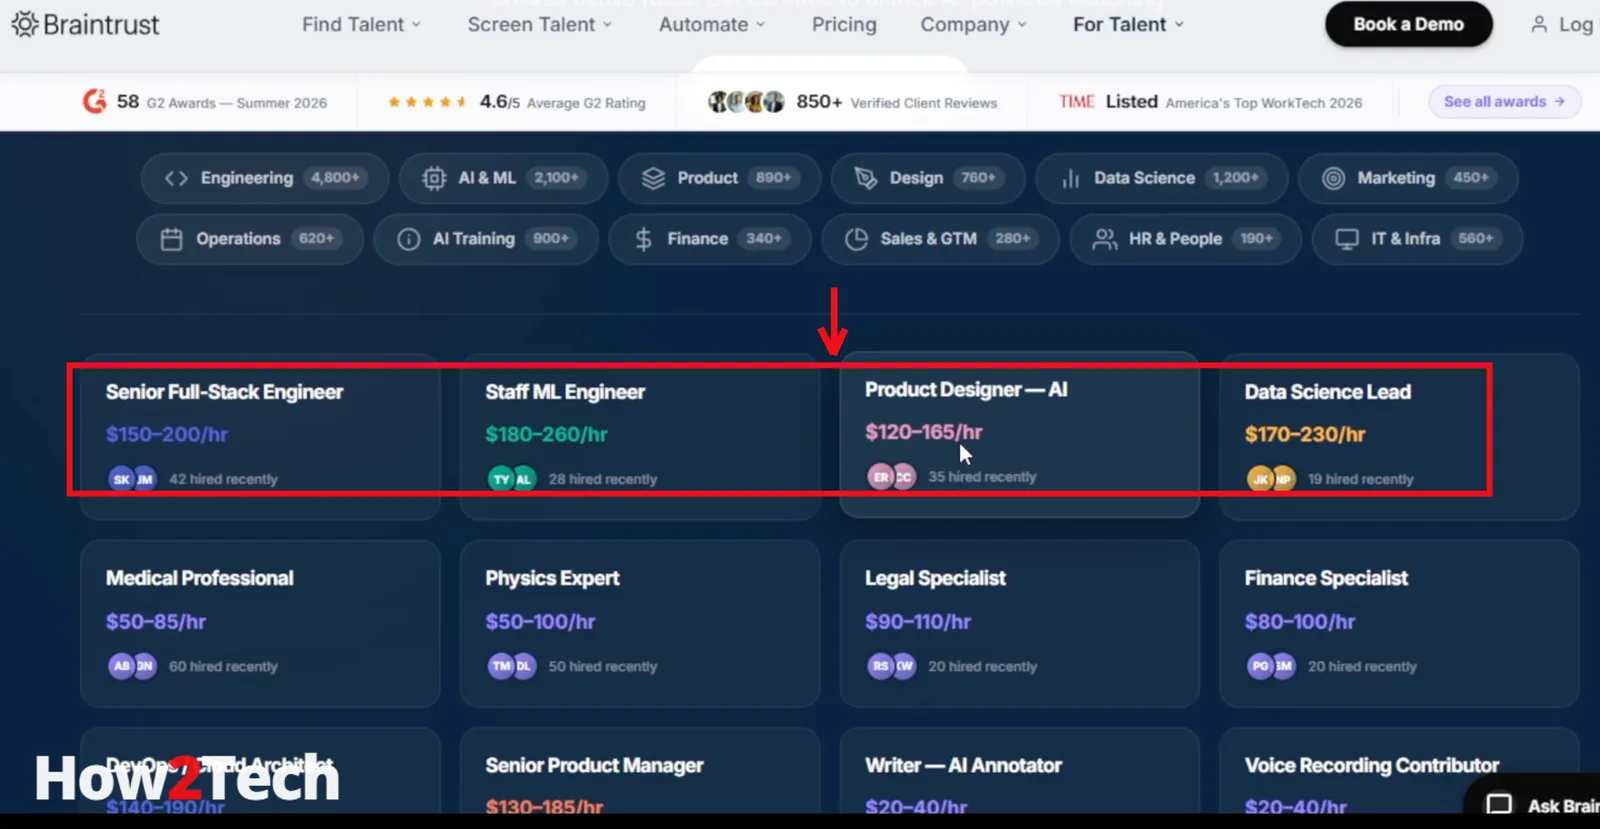 Braintrust Find Talent Screen Talent Automate Pricing Company For Talent Book a Demo Log
58 G2 Awards — Summer 2026 4.6/5 Average G2 Rating 850+ Verified Client Reviews TIME Listed America's Top WorkTech 2026 See all awards →
Engineering 4,800+ AI & ML 2,100+ Product 890+ Design 760+ Data Science 1,200+ Marketing 450+
Operations 620+ AI Training 900+ Finance 340+ Sales & GTM 280+ HR & People 190+ IT & Infra 560+
Senior Full-Stack Engineer Staff ML Engineer Product Designer — AI Data Science Lead
$150–200/hr $180–260/hr $120–165/hr $170–230/hr
SK JM 42 hired recently TY AL 28 hired recently ER CC 35 hired recently JK NP 19 hired recently
Medical Professional Physics Expert Legal Specialist Finance Specialist
$50–85/hr $50–100/hr $90–110/hr $80–100/hr
AB GN 60 hired recently TM DL 50 hired recently RS KW 20 hired recently PG SM 20 hired recently
DevOps / Cloud Architect Senior Product Manager Writer — AI Annotator Voice Recording Contributor
How2Tech
$140–190/hr $130–185/hr $20–40/hr $20–40/hr
Ask Brain